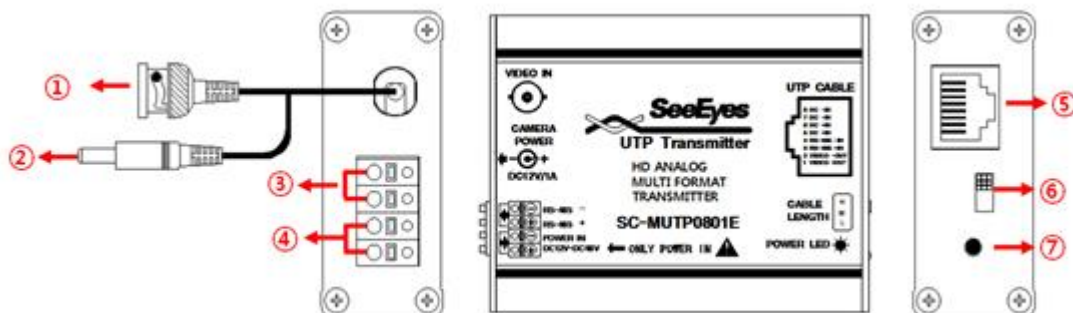 ①
②
③
④
VIDEO IN
CAMERA
POWER
- +
DC12V/1A
RS-485 -
RS-485 +
POWER IN
ONLY POWER IN
SeeEyes
UTP Transmitter
HD ANALOG
MULTI FORMAT
TRANSMITTER
SC-MUTP0801E
UTP CABLE
CABLE
LENGTH
POWER LED
⑤
⑥
⑦